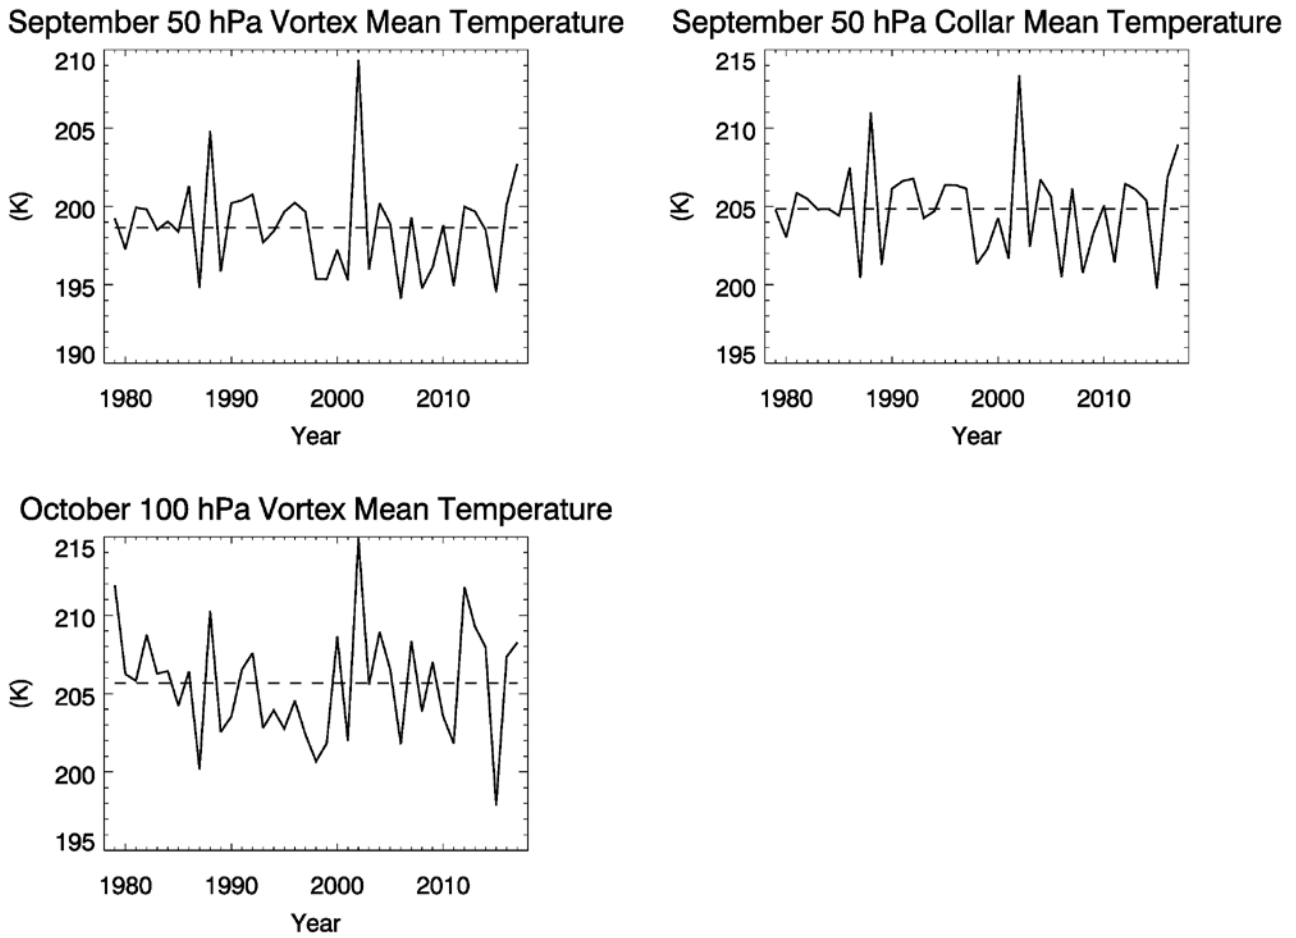 September 50 hPa Vortex Mean Temperature
210
205
200
195
190
(K)
1980 1990 2000 2010
Year
September 50 hPa Collar Mean Temperature
215
210
205
200
195
(K)
1980 1990 2000 2010
Year
October 100 hPa Vortex Mean Temperature
215
210
205
200
195
(K)
1980 1990 2000 2010
Year